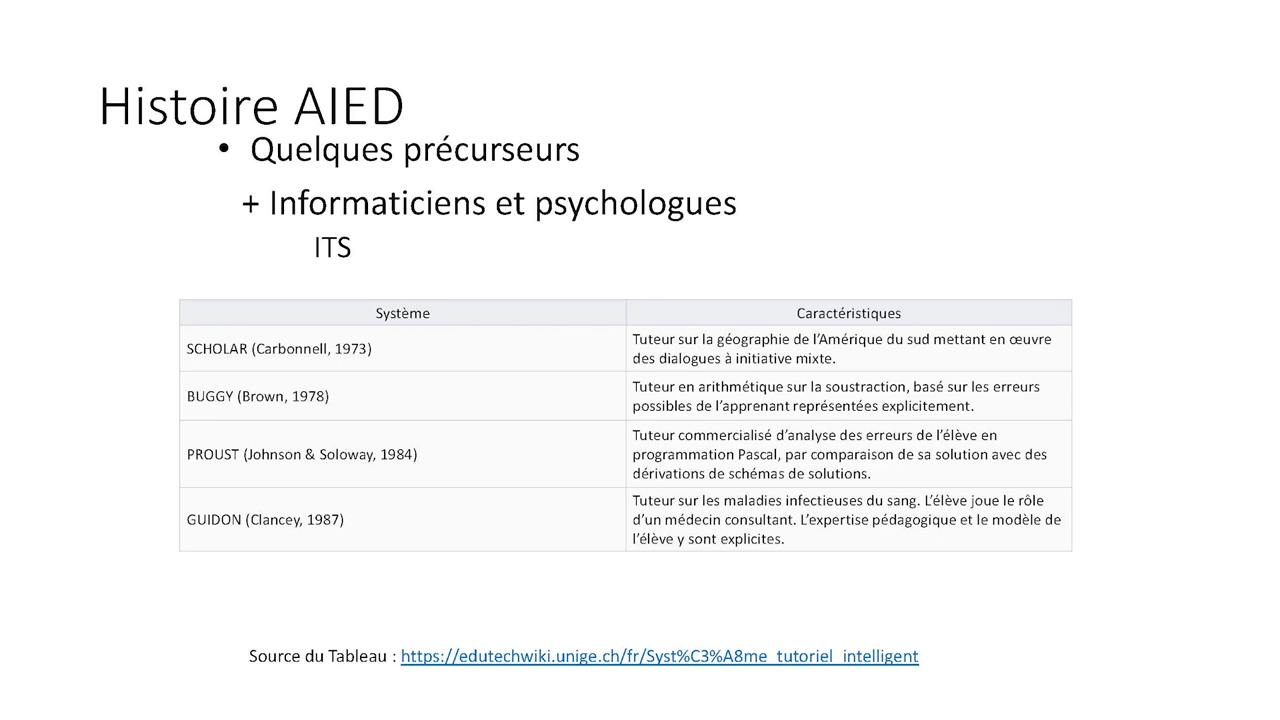 Histoire AIED
• Quelques précurseurs
+ Informaticiens et psychologues
ITS
Système
Caractéristiques
SCHOLAR (Carbonnell, 1973)
Tuteur sur la géographie de l’Amérique du sud mettant en œuvre
des dialogues à initiative mixte.
BUGGY (Brown, 1978)
Tuteur en arithmétique sur la soustraction, basé sur les erreurs
possibles de l’apprenant représentées explicitement.
PROUST (Johnson & Soloway, 1984)
Tuteur commercialisé d’analyse des erreurs de l’élève en
programmation Pascal, par comparaison de sa solution avec des
dérivations de schémas de solutions.
GUIDON (Clancey, 1987)
Tuteur sur les maladies infectieuses du sang. L’élève joue le rôle
d’un médecin consultant. L’expertise pédagogique et le modèle de
l’élève y sont explicites.
Source du Tableau : https://edutechwiki.unige.ch/fr/Syst%C3%A8me_tutoriel_intelligent